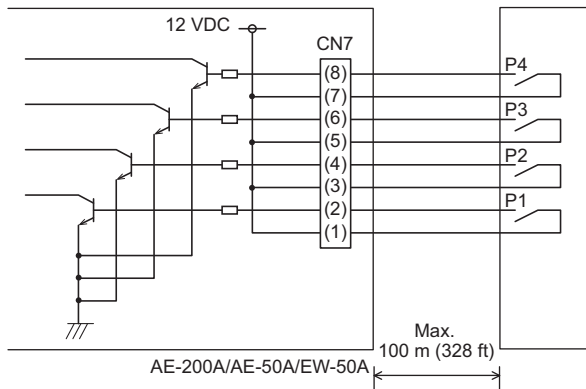 12 VDC
CN7
(8)
P4
(7)
(6)
P3
(5)
(4)
P2
(3)
(2)
P1
(1)
AE-200A/AE-50A/EW-50A
Max.
100 m (328 ft)